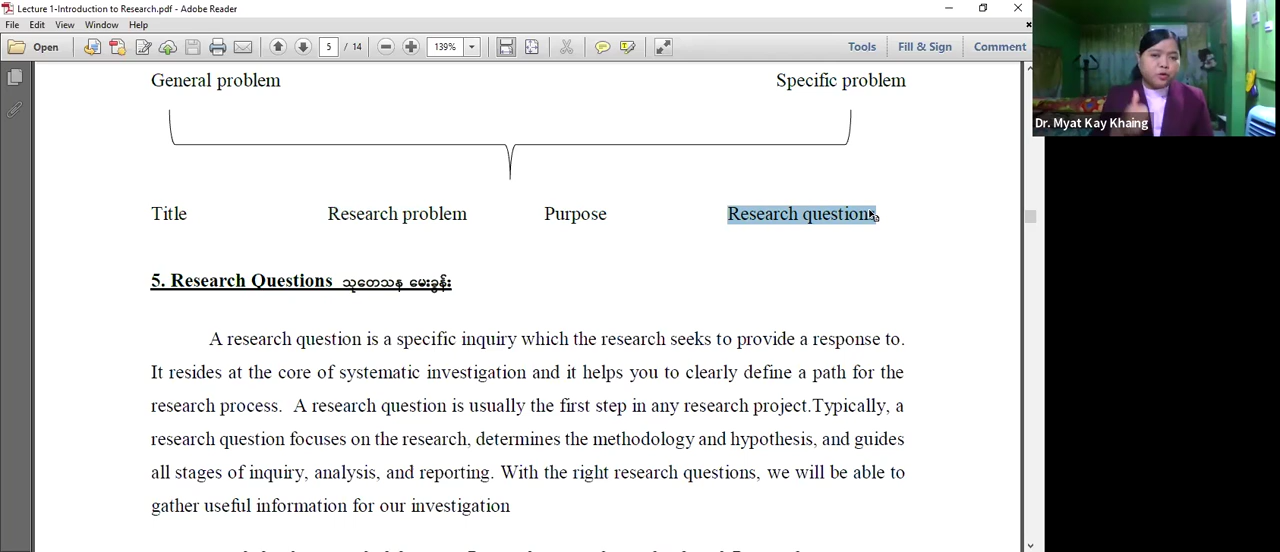 Lecture 1-Introduction to Research.pdf - Adobe Reader
File Edit View Window Help
Open 5 / 14 139% Tools Fill & Sign Comment
Dr. Myat Kay Khaing
General problem Specific problem
Title Research problem Purpose Research questions
5. Research Questions သုတေသန မေးခွန်း
A research question is a specific inquiry which the research seeks to provide a response to.
It resides at the core of systematic investigation and it helps you to clearly define a path for the
research process. A research question is usually the first step in any research project.Typically, a
research question focuses on the research, determines the methodology and hypothesis, and guides
all stages of inquiry, analysis, and reporting. With the right research questions, we will be able to
gather useful information for our investigation